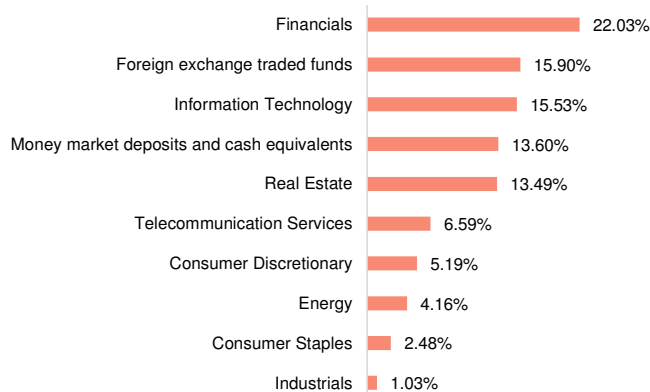 Financials 22.03%
Foreign exchange traded funds 15.90%
Information Technology 15.53%
Money market deposits and cash equivalents 13.60%
Real Estate 13.49%
Telecommunication Services 6.59%
Consumer Discretionary 5.19%
Energy 4.16%
Consumer Staples 2.48%
Industrials 1.03%